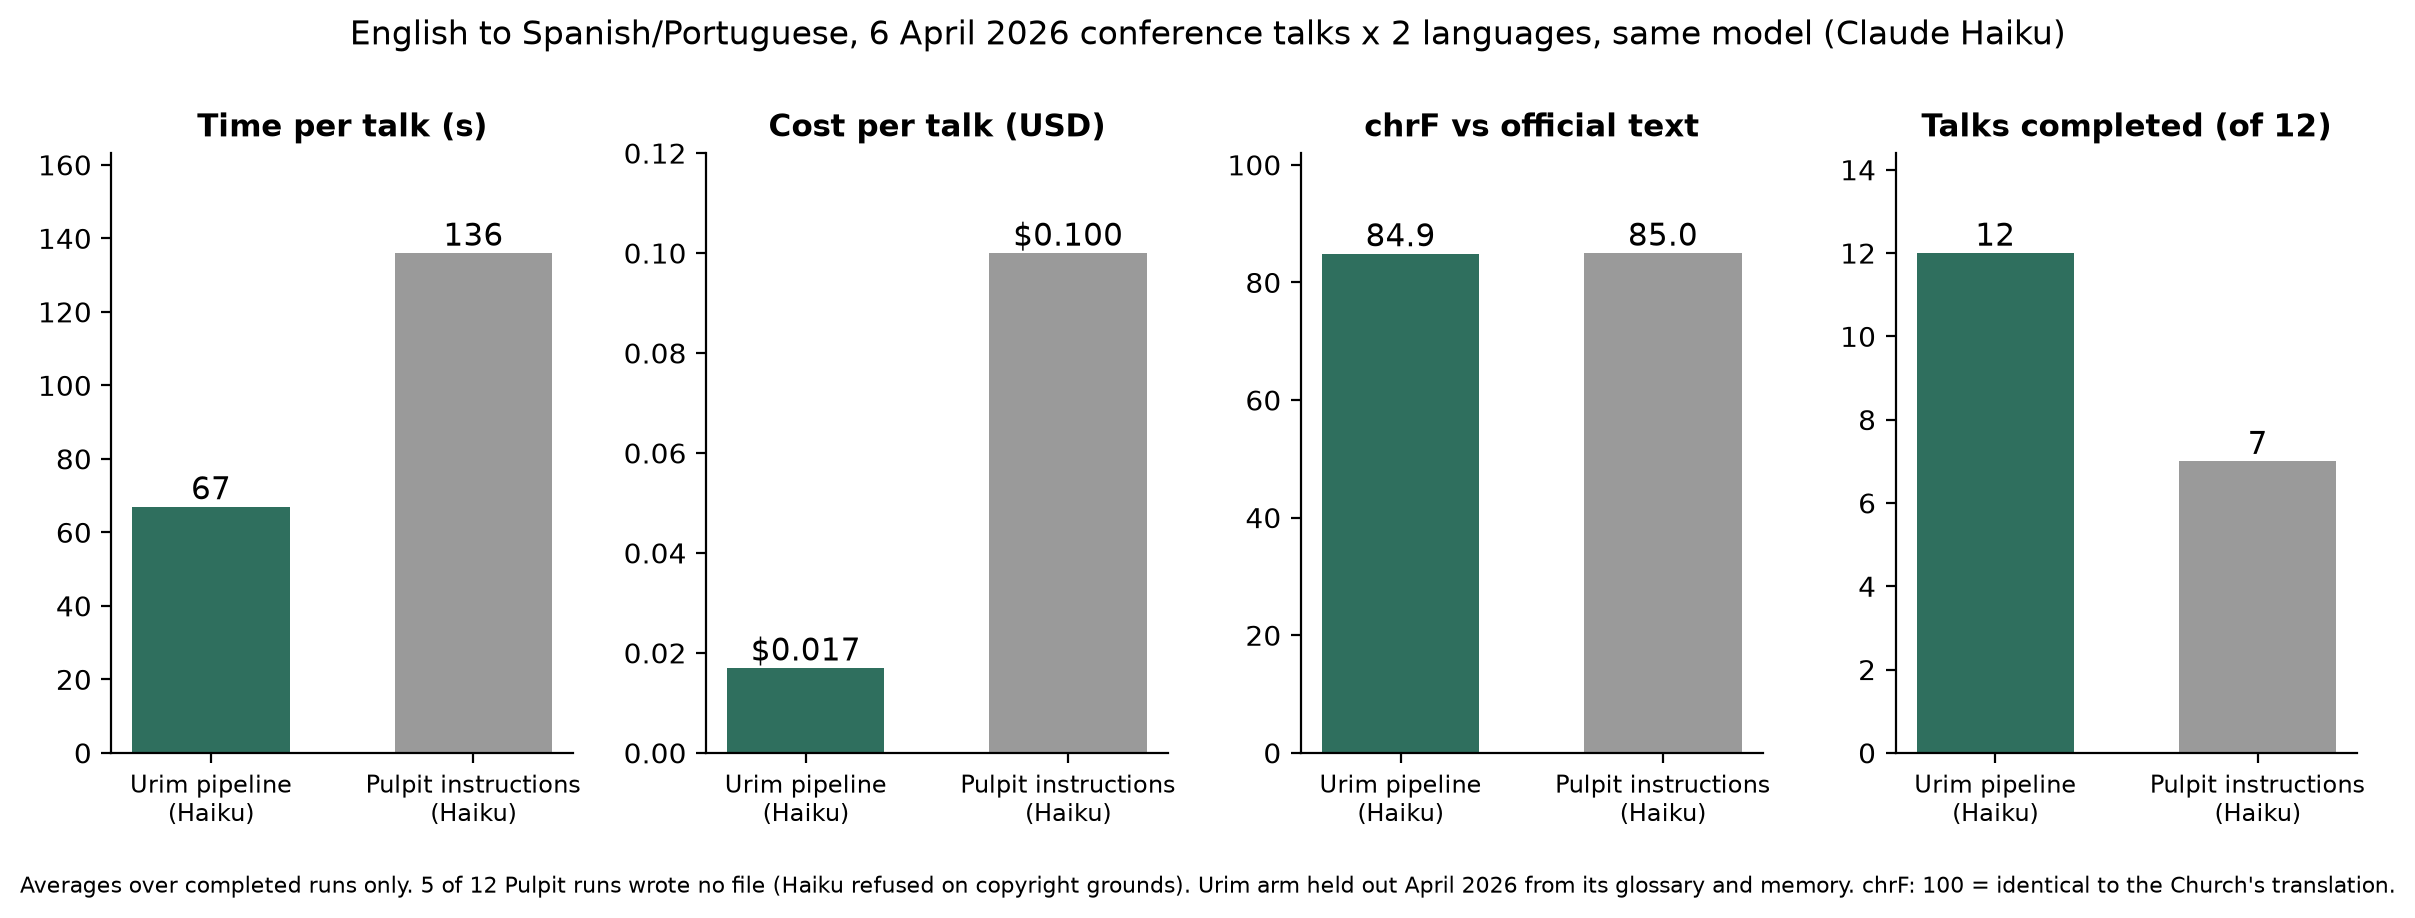 English to Spanish/Portuguese, 6 April 2026 conference talks x 2 languages, same model (Claude Haiku)
Time per talk (s)
160
140
120
100
80
60
40
20
0
67
136
Urim pipeline
(Haiku)
Pulpit instructions
(Haiku)
Cost per talk (USD)
0.12
0.10
0.08
0.06
0.04
0.02
0.00
$0.017
$0.100
Urim pipeline
(Haiku)
Pulpit instructions
(Haiku)
chrF vs official text
100
80
60
40
20
0
84.9
85.0
Urim pipeline
(Haiku)
Pulpit instructions
(Haiku)
Talks completed (of 12)
14
12
10
8
6
4
2
0
12
7
Urim pipeline
(Haiku)
Pulpit instructions
(Haiku)
Averages over completed runs only. 5 of 12 Pulpit runs wrote no file (Haiku refused on copyright grounds). Urim arm held out April 2026 from its glossary and memory. chrF: 100 = identical to the Church's translation.